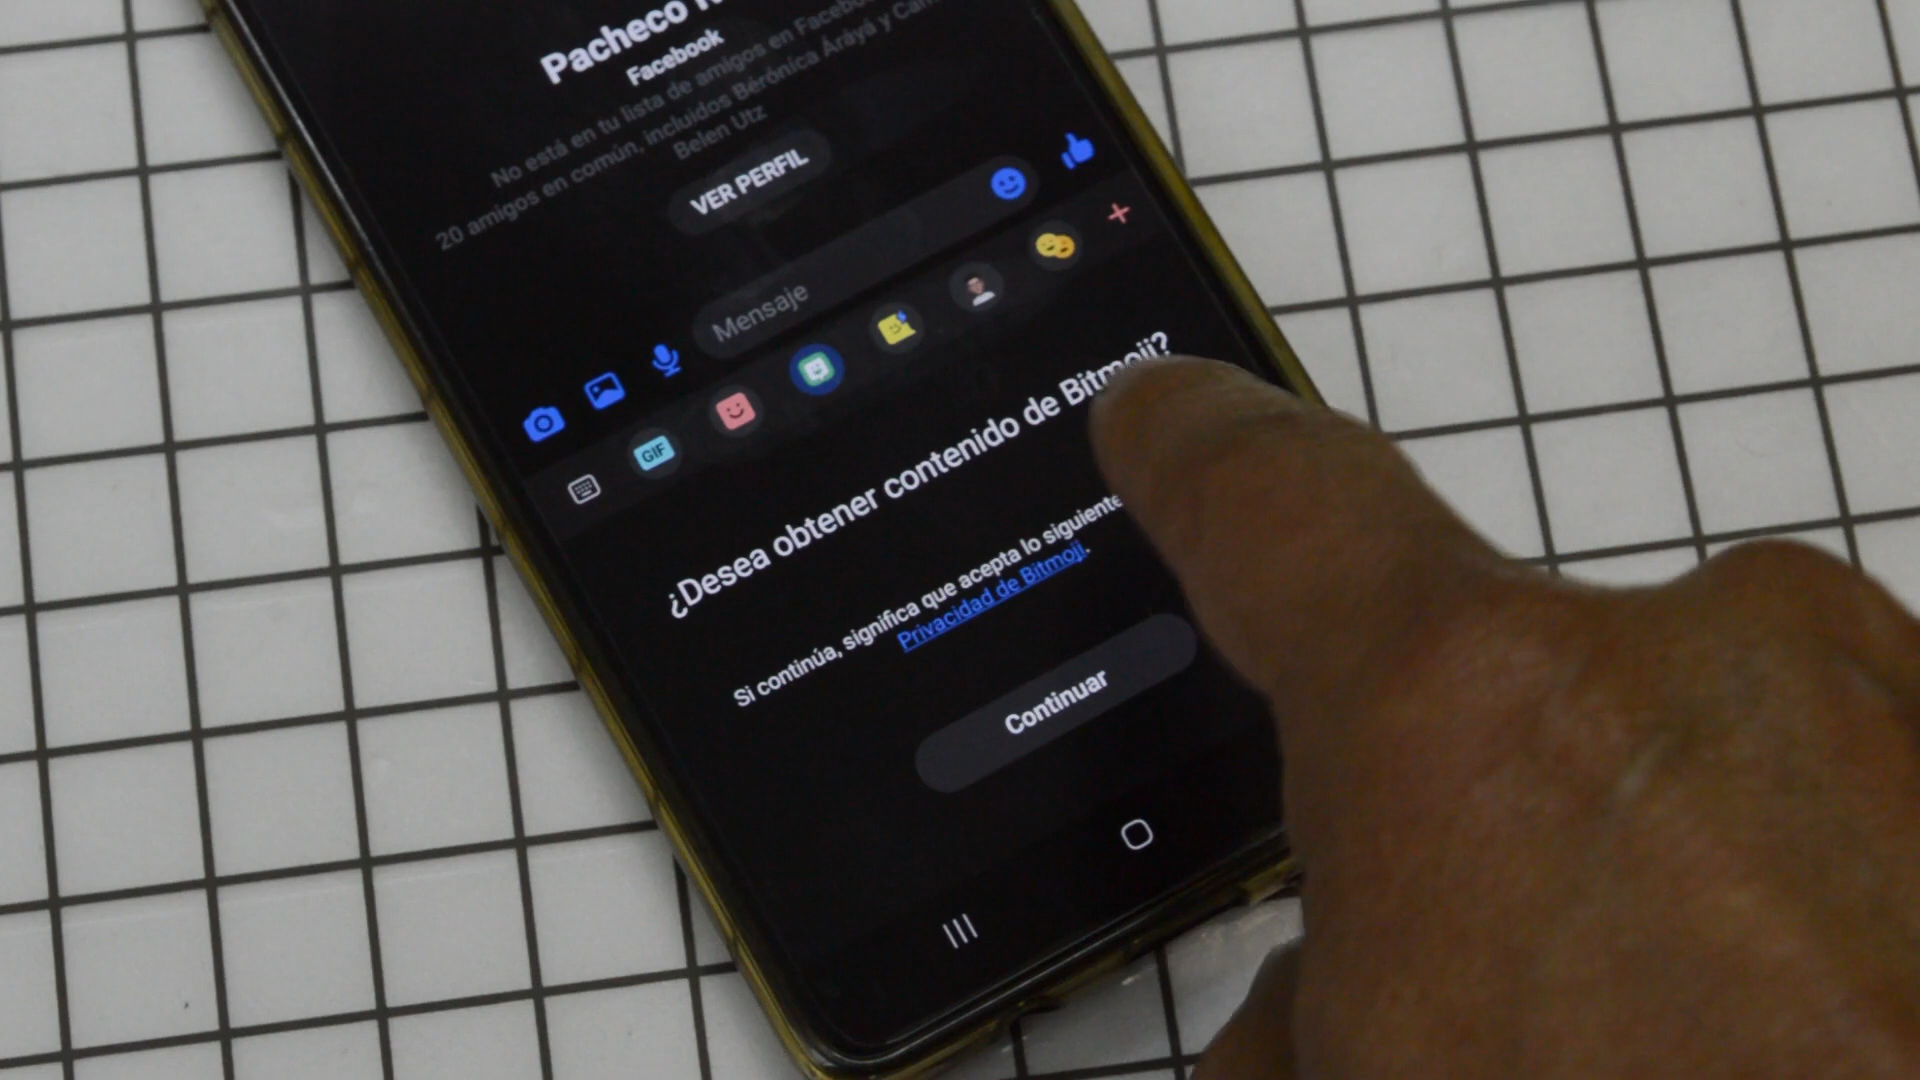 Pacheco
Facebook
No está en tu lista de amigos en Facebook
20 amigos en común, incluidos Bérónica Araya y
Belen Utz
VER PERFIL
Mensaje
GIF
¿Desea obtener contenido de Bitmoji?
Si continúa, significa que acepta lo siguiente
Privacidad de Bitmoji.
Continuar